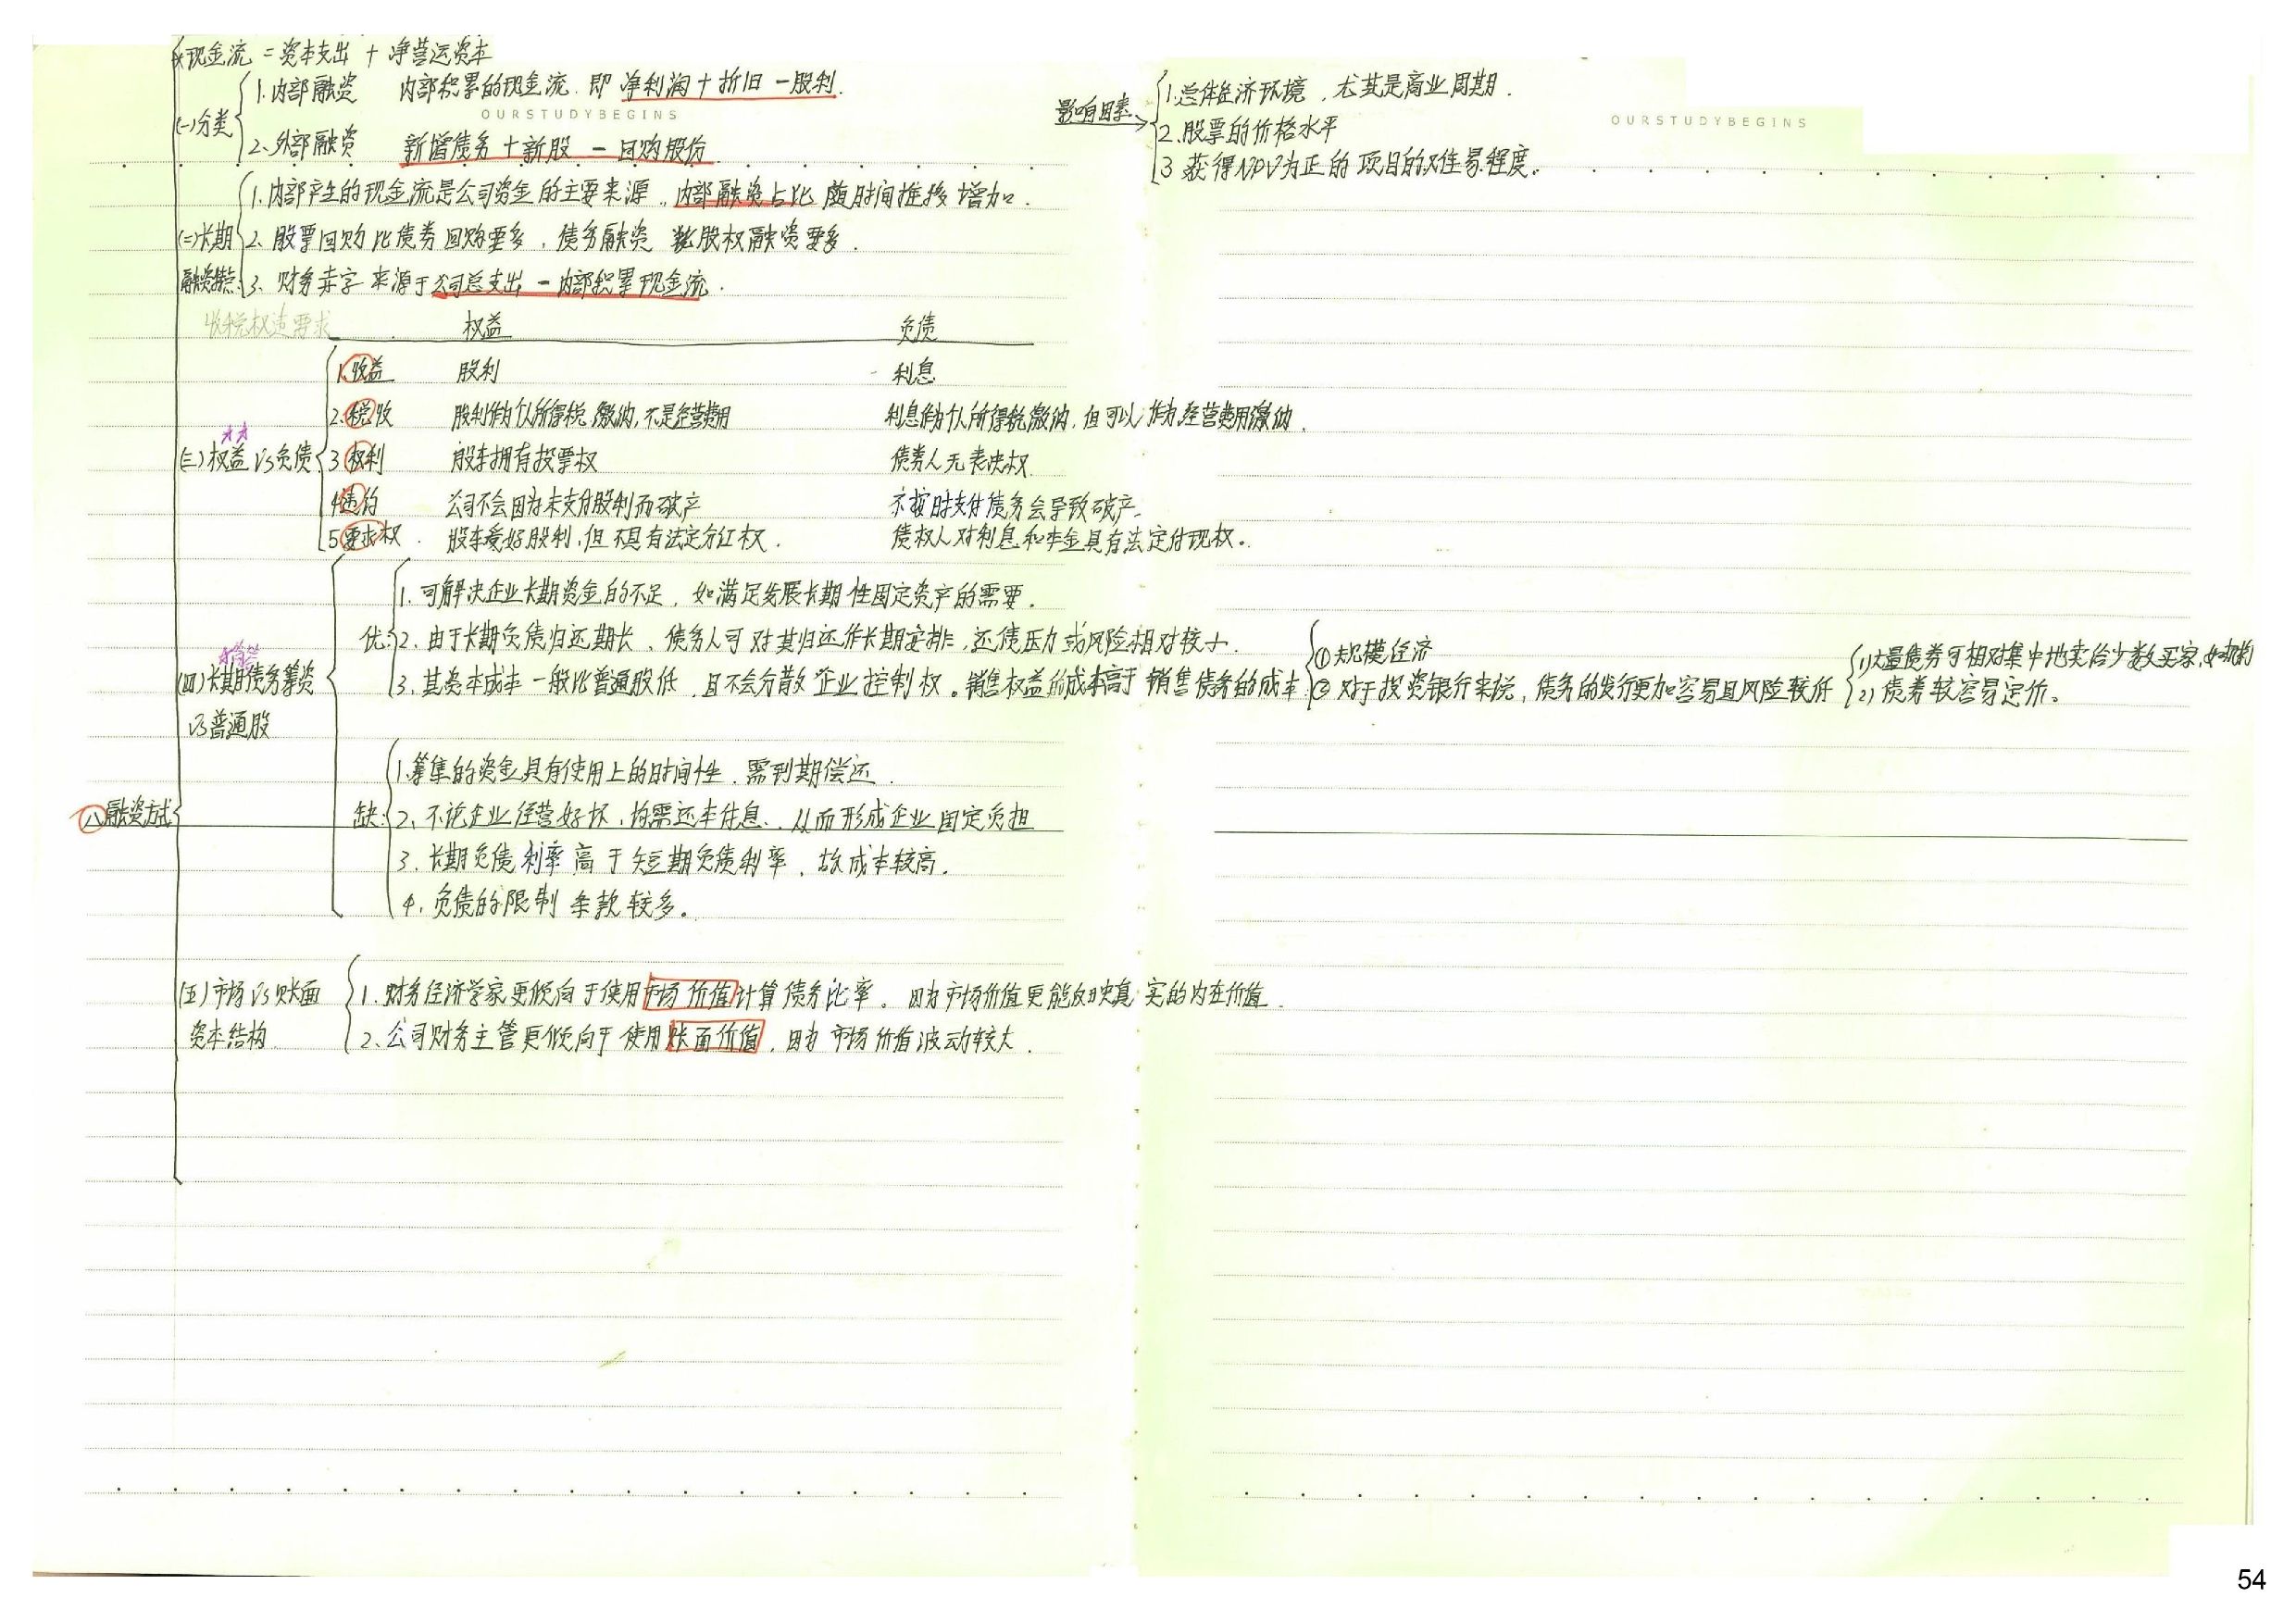 *现金流 = 资本支出 + 净营运资本
(一)分类
1.内部融资 内部积累的现金流.即 净利润+折旧-股利.
2.外部融资 新增债务+新股-回购股份
OURSTUDYBEGINS
影响因素
1.总体经济环境,尤其是商业周期.
2.股票的价格水平
3.获得NPV为正的项目的难易程度.
OURSTUDYBEGINS
(二)长期融资特点:
1.内部产生的现金流是公司资金的主要来源.,内部融资占比 随时间推移 增加.
2.股票回购比债券回购要多,债务融资 比股权融资要多.
3.财务赤字 来源于公司总支出-内部积累现金流.
收税权违要求 权益 负债
(三)权益 VS 负债
1.收益 股利 利息
2.税收 股利作为个人所得税 缴纳,不是经营费用 利息作为个人所得税缴纳,但可以作为经营费用缴纳.
3.权利 股东拥有投票权 债券人无表决权
4.违约 公司不会因为未支付股利而破产 不按时支付债务会导致破产.
5.要求权. 股东爱好股利,但不具有法定分红权. 债权人对利息和本金具有法定付现权。
简答
(四)长期债务筹资
VS普通股
优:
1.可解决企业长期资金的不足,如满足发展长期性固定资产的需要.
2.由于长期负债归还期长、债务人可对其归还作长期安排,还债压力或风险相对较小.
3.其资本成本一般比普通股低,且不会分散企业控制权。销售权益的成本高于销售债务的成本
①规模经济
②对于投资银行来说,债务的发行更加容易且风险较低
(1)大量债券可相对集中地卖给少数买家,如机构
(2)债券较容易定价。
缺:
1.筹集的资金具有使用上的时间性.需到期偿还.
2.不论企业经营好坏,均需还本付息.,从而形成企业固定负担
3.长期负债利率高于短期负债利率,故成本较高.
4.负债的限制条款较多。
八融资方式
(五)市场VS账面
资本结构
1.财务经济学家更倾向于使用市场价值计算债务比率。因为市场价值更能反映真实的内在价值.
2.公司财务主管更倾向于使用账面价值,因为市场价值波动较大.
54